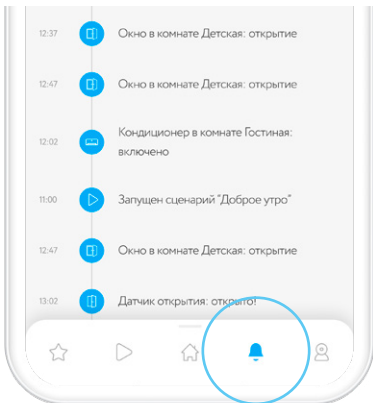 12:37 Окно в комнате Детская: открытие
12:47 Окно в комнате Детская: открытие
12:02 Кондиционер в комнате Гостиная:
включено
11:00 Запущен сценарий "Доброе утро"
12:47 Окно в комнате Детская: открытие
13:02 Датчик открытия: открыто!